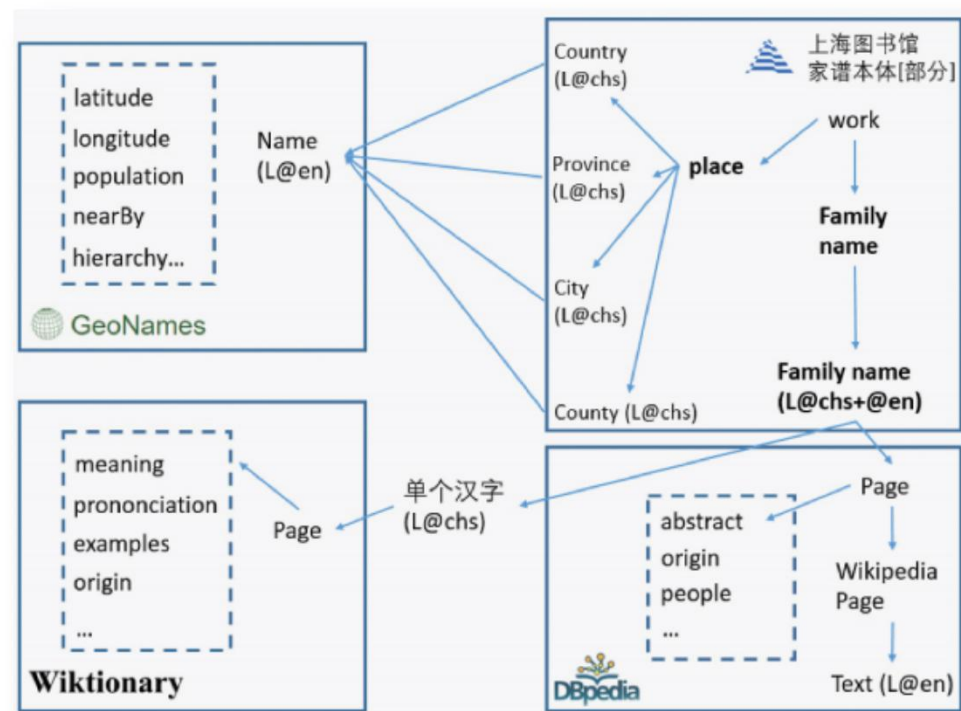 latitude
longitude
population
nearBy
hierarchy...
Name
(L@en)
GeoNames
Country
(L@chs)
Province
(L@chs)
City
(L@chs)
County (L@chs)
place
上海图书馆
家谱本体[部分]
work
Family
name
Family name
(L@chs+@en)
meaning
prononciation
examples
origin
...
Page
Wiktionary
单个汉字
(L@chs)
abstract
origin
people
...
Page
Wikipedia
Page
Text (L@en)
DBpedia